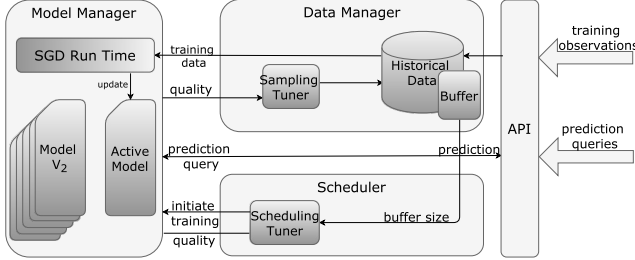 Model Manager
SGD Run Time
update
Model
V2
Active
Model
Data Manager
training
data
quality
Sampling
Tuner
Historical
Data
Buffer
prediction
query
prediction
Scheduler
initiate
training
quality
Scheduling
Tuner
buffer size
API
training
observations
prediction
queries